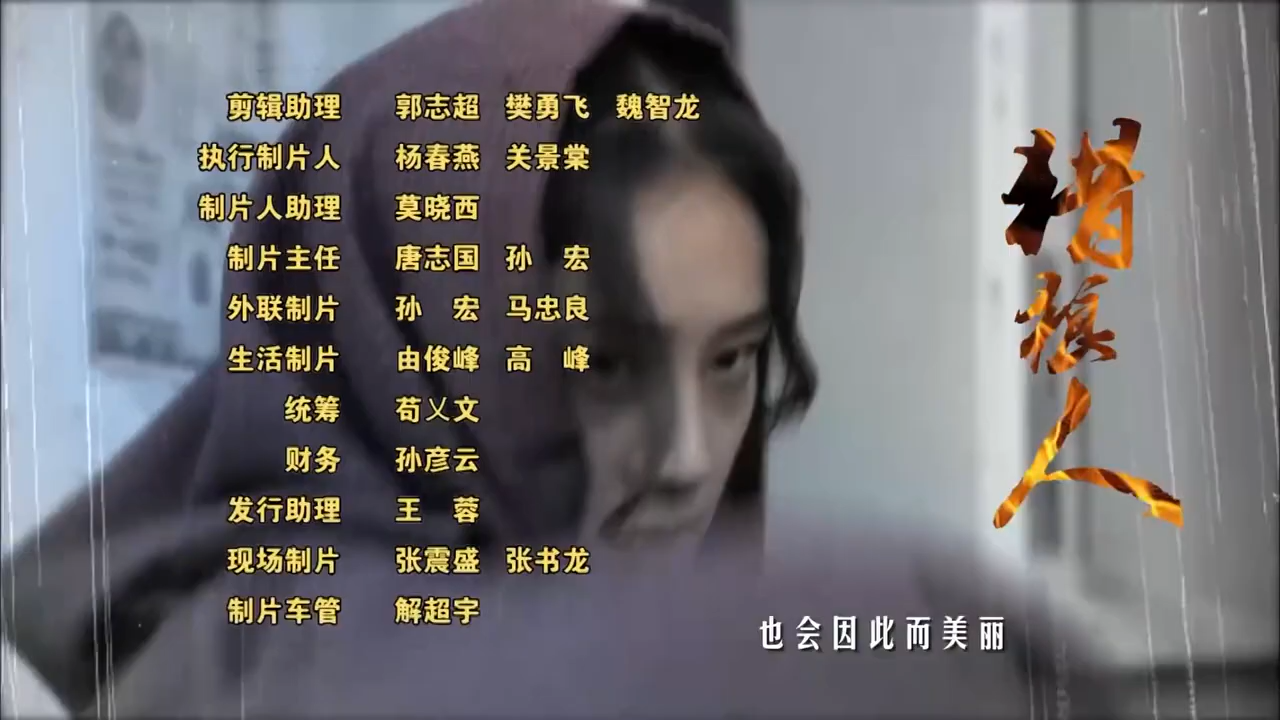 剪辑助理 郭志超 樊勇飞 魏智龙
执行制片人 杨春燕 关景棠
制片人助理 莫晓西
制片主任 唐志国 孙 宏
外联制片 孙 宏 马忠良
生活制片 由俊峰 高 峰
统筹 苟乂文
财务 孙彦云
发行助理 王 蓉
现场制片 张震盛 张书龙
制片车管 解超宇
猎狼人
也会因此而美丽